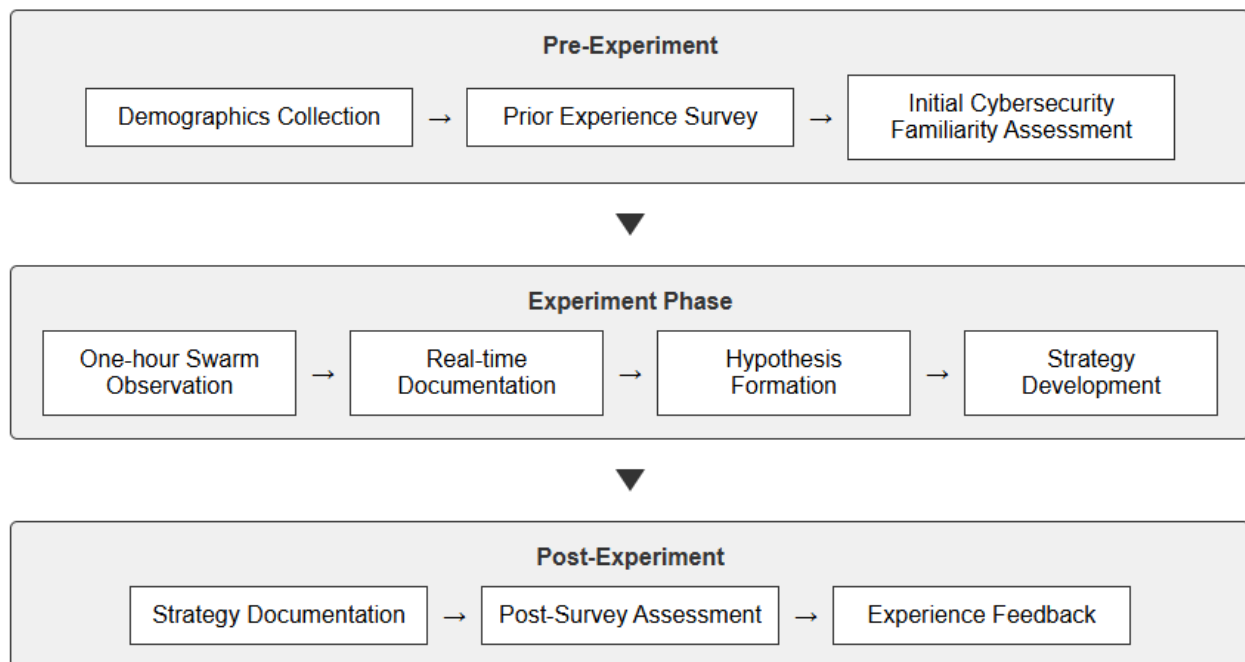 Pre-Experiment
Demographics Collection → Prior Experience Survey → Initial Cybersecurity
Familiarity Assessment
Experiment Phase
One-hour Swarm
Observation
→
Real-time
Documentation
→
Hypothesis
Formation
→
Strategy
Development
Post-Experiment
Strategy Documentation → Post-Survey Assessment → Experience Feedback